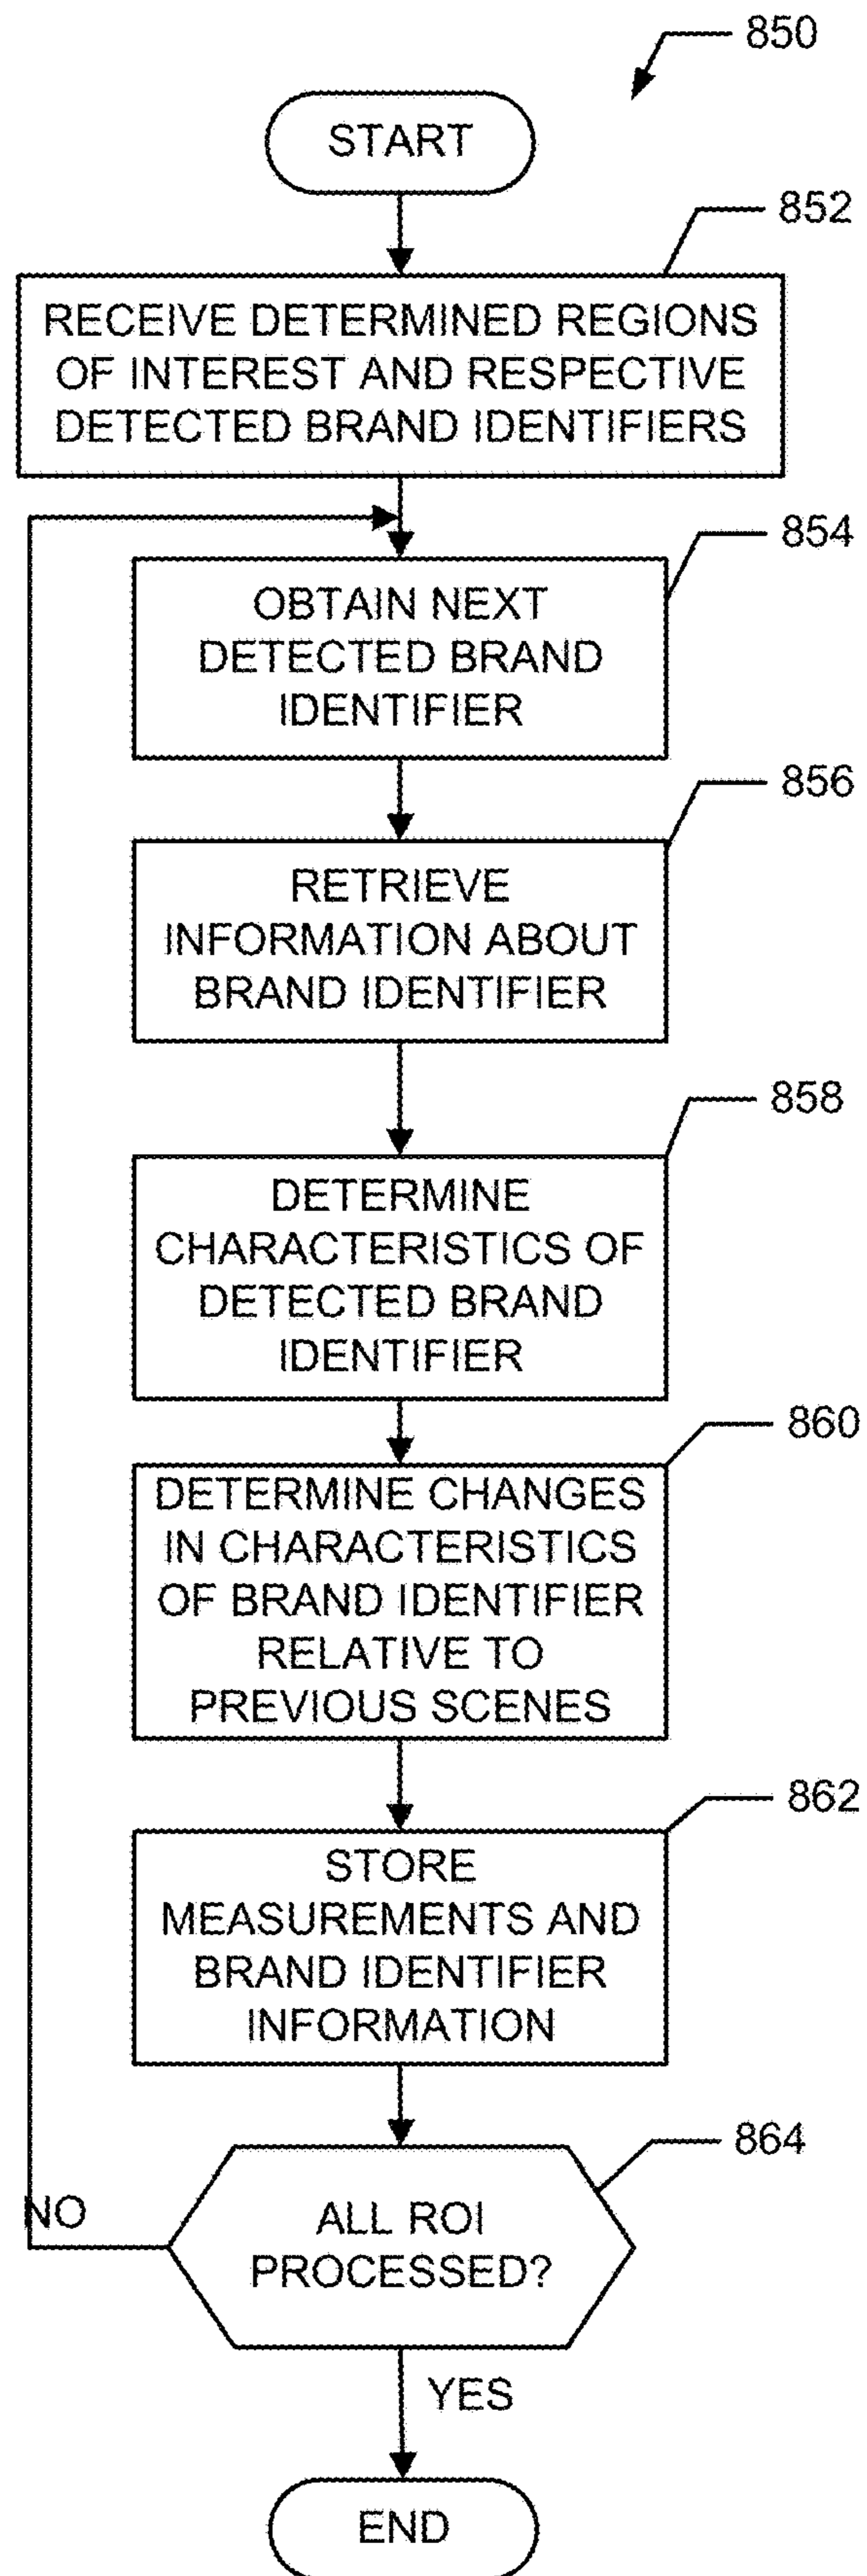 850
START
852
RECEIVE DETERMINED REGIONS
OF INTEREST AND RESPECTIVE
DETECTED BRAND IDENTIFIERS
854
OBTAIN NEXT
DETECTED BRAND
IDENTIFIER
856
RETRIEVE
INFORMATION ABOUT
BRAND IDENTIFIER
858
DETERMINE
CHARACTERISTICS OF
DETECTED BRAND
IDENTIFIER
860
DETERMINE CHANGES
IN CHARACTERISTICS
OF BRAND IDENTIFIER
RELATIVE TO
PREVIOUS SCENES
862
STORE
MEASUREMENTS AND
BRAND IDENTIFIER
INFORMATION
864
NO
ALL ROI
PROCESSED?
YES
END